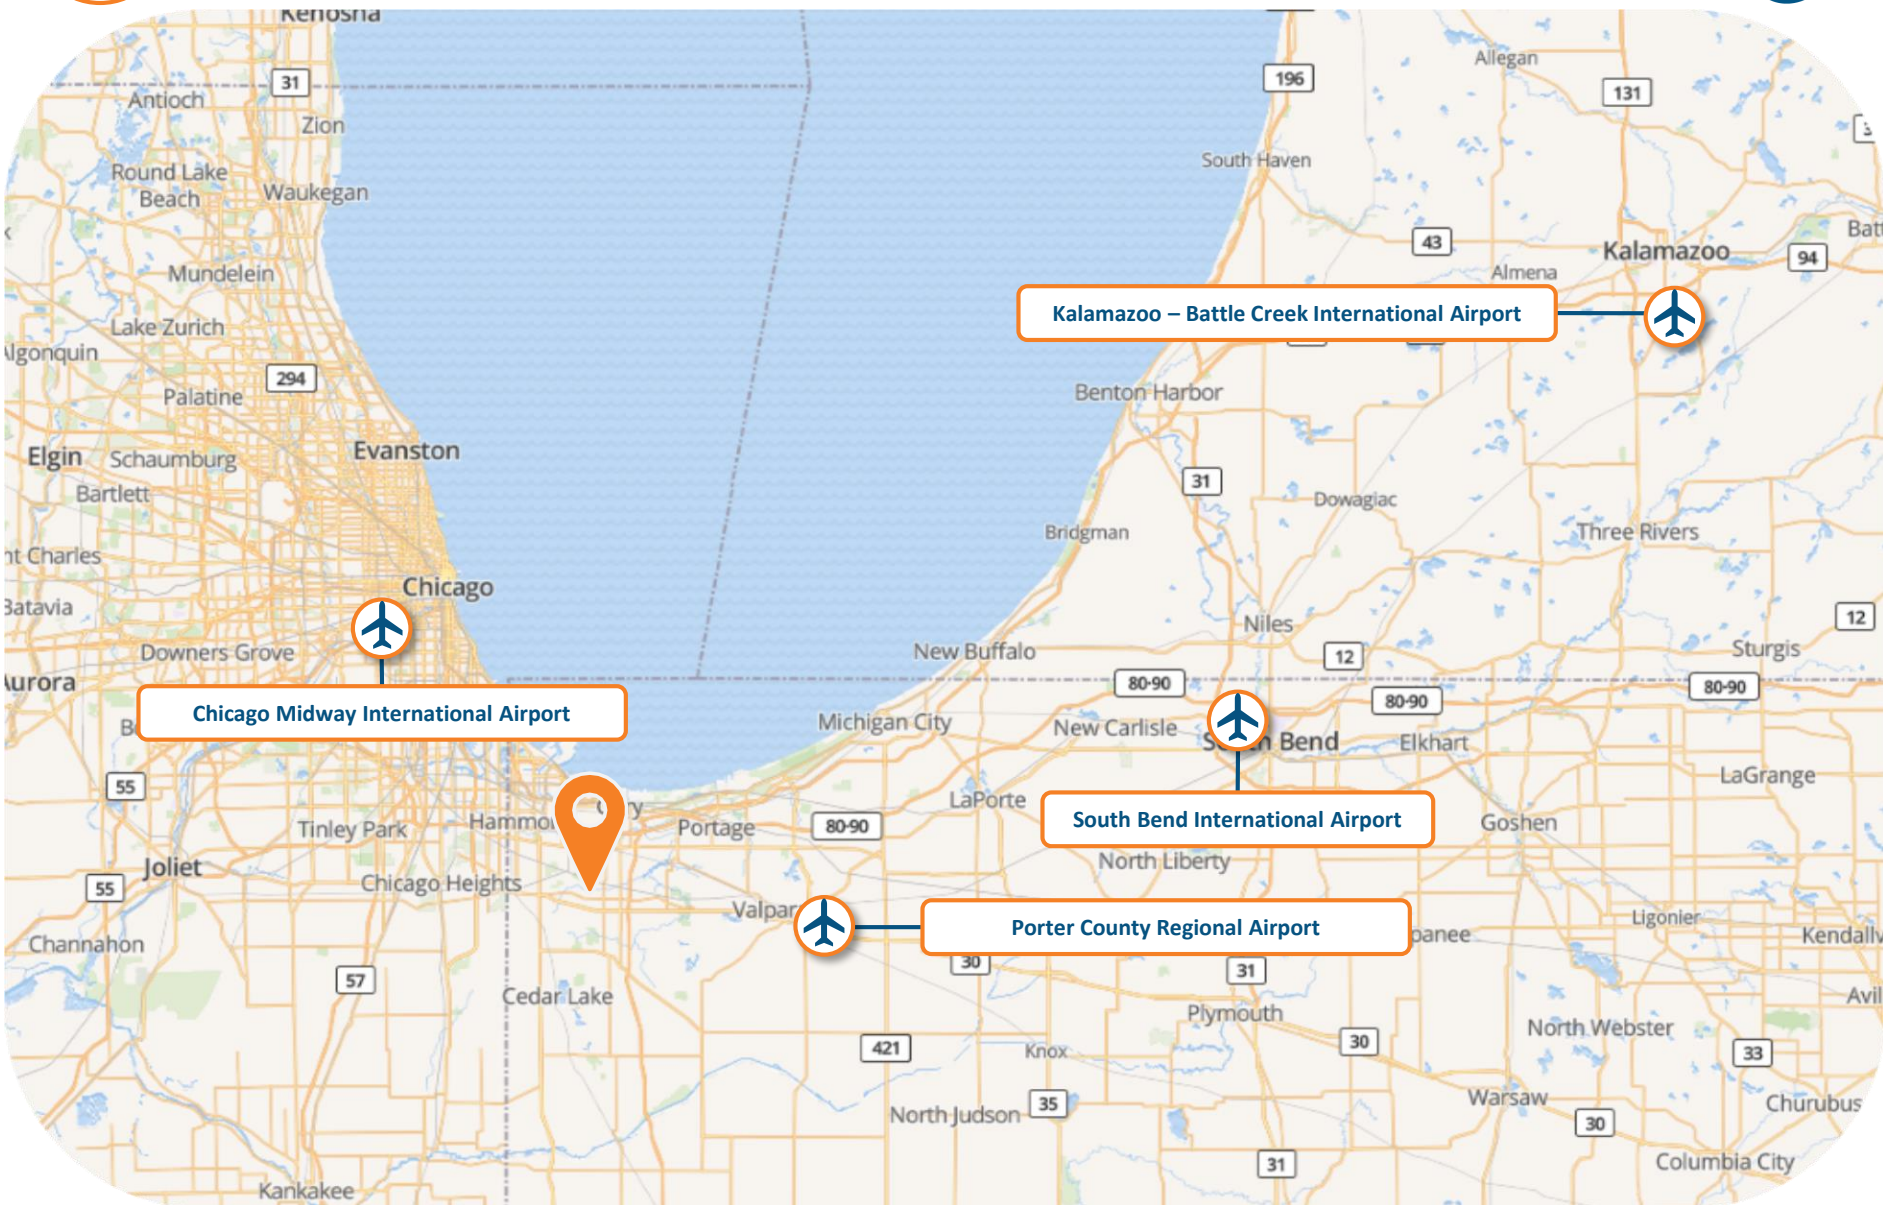 Kenosha
31
196
Allegan
131
Antioch
Zion
South Haven
Round Lake
Beach
Waukegan
43
Kalamazoo
94
Mundelein
Almena
Kalamazoo – Battle Creek International Airport
Lake Zurich
294
Palatine
Benton Harbor
Evanston
Elgin
Schaumburg
Bartlett
31
Dowagiac
Bridgman
Three Rivers
Charles
Chicago
Batavia
12
Niles
Downers Grove
New Buffalo
12
Sturgis
Aurora
80-90
80-90
80-90
Chicago Midway International Airport
Michigan City
New Carlisle
Bend
Elkhart
55
LaGrange
LaPorte
South Bend International Airport
Tinley Park
Portage
80-90
Goshen
Joliet
North Liberty
55
Chicago Heights
Porter County Regional Airport
Ligonier
Channahon
30
31
57
Cedar Lake
Plymouth
North Webster
421
Knox
30
33
North Judson
35
Warsaw
30
31
Columbia City
Kankakee